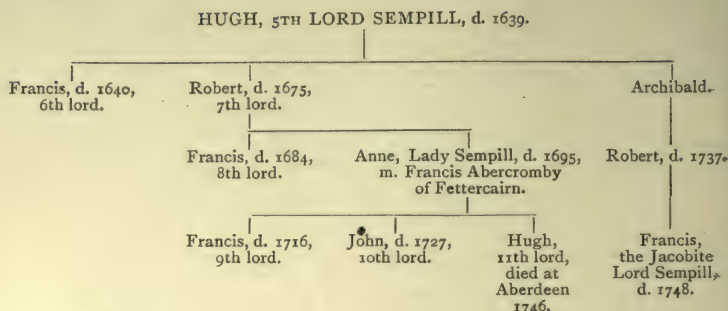 HUGH, 5TH LORD SEMPILL, d. 1639.
Francis, d. 1640,
6th lord.
Robert, d. 1675,
7th lord.
Archibald.
Francis, d. 1684,
8th lord.
Anne, Lady Sempill, d. 1695,
m. Francis Abercromby
of Fettercairn.
Robert, d. 1737.
Francis, d. 1716,
9th lord.
John, d. 1727,
10th lord.
Hugh,
11th lord,
died at
Aberdeen
1746.
Francis,
the Jacobite
Lord Sempill,
d. 1748.